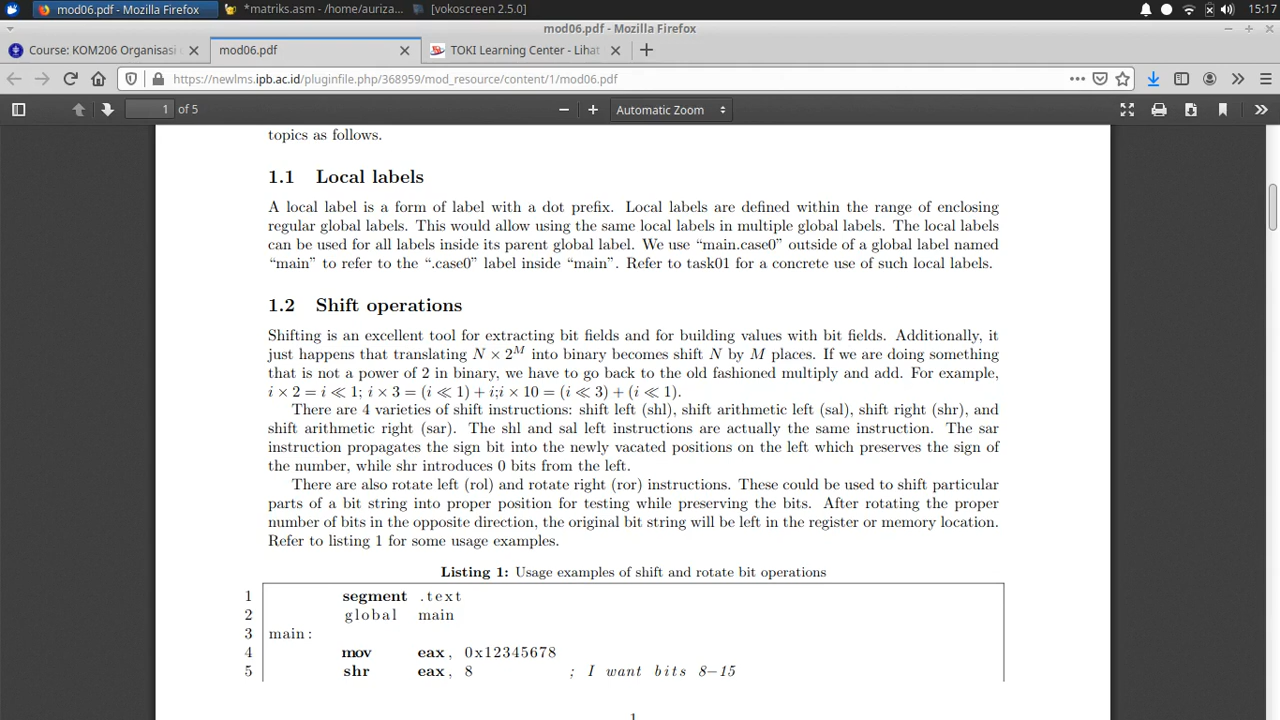 mod06.pdf - Mozilla Firefox
*matriks.asm - /home/auriza...
[vokoscreen 2.5.0]
15:17
mod06.pdf - Mozilla Firefox
Course: KOM206 Organisasi
mod06.pdf
TOKI Learning Center - Lihat
https://newlms.ipb.ac.id/pluginfile.php/368959/mod_resource/content/1/mod06.pdf
1 of 5
Automatic Zoom
topics as follows.
1.1 Local labels
A local label is a form of label with a dot prefix. Local labels are defined within the range of enclosing
regular global labels. This would allow using the same local labels in multiple global labels. The local labels
can be used for all labels inside its parent global label. We use “main.case0” outside of a global label named
“main” to refer to the “.case0” label inside “main”. Refer to task01 for a concrete use of such local labels.
1.2 Shift operations
Shifting is an excellent tool for extracting bit fields and for building values with bit fields. Additionally, it
just happens that translating N × 2^M into binary becomes shift N by M places. If we are doing something
that is not a power of 2 in binary, we have to go back to the old fashioned multiply and add. For example,
i × 2 = i ≪ 1; i × 3 = (i ≪ 1) + i;i × 10 = (i ≪ 3) + (i ≪ 1).
There are 4 varieties of shift instructions: shift left (shl), shift arithmetic left (sal), shift right (shr), and
shift arithmetic right (sar). The shl and sal left instructions are actually the same instruction. The sar
instruction propagates the sign bit into the newly vacated positions on the left which preserves the sign of
the number, while shr introduces 0 bits from the left.
There are also rotate left (rol) and rotate right (ror) instructions. These could be used to shift particular
parts of a bit string into proper position for testing while preserving the bits. After rotating the proper
number of bits in the opposite direction, the original bit string will be left in the register or memory location.
Refer to listing 1 for some usage examples.
Listing 1: Usage examples of shift and rotate bit operations
1 segment .text
2 global main
3 main:
4 mov eax, 0x12345678
5 shr eax, 8 ; I want bits 8−15
1